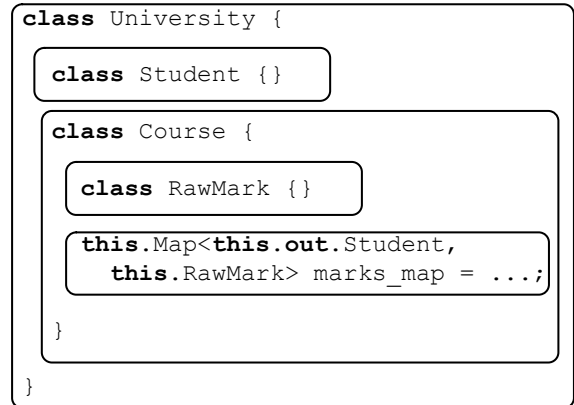 class University {
class Student {}
class Course {
class RawMark {}
this.Map<this.out.Student,
this.RawMark> marks_map = ...;
}
}